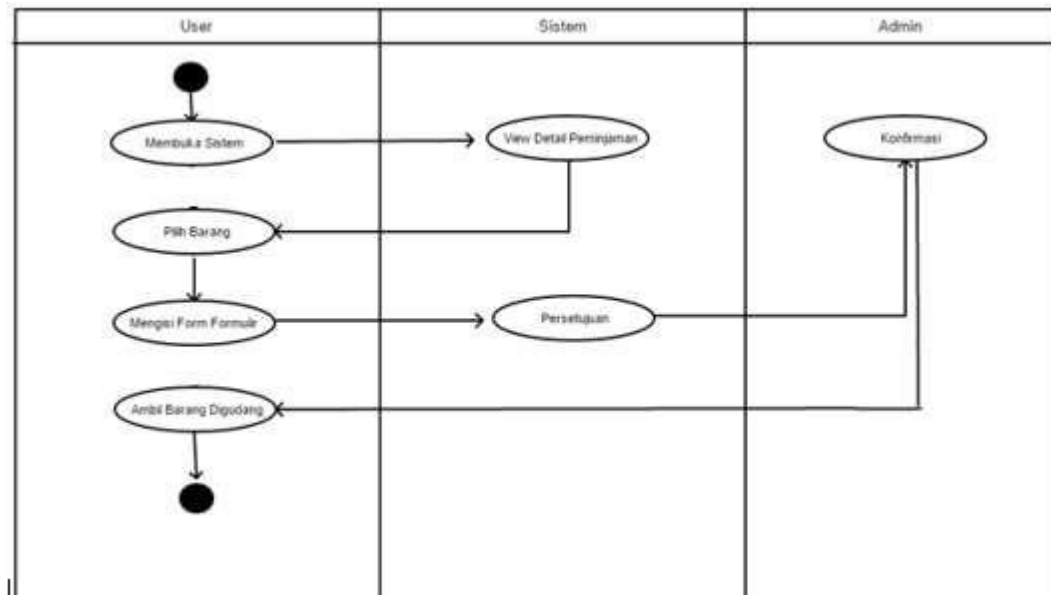 User
Sistem
Admin
Membuka Sistem
View Detail Peminjaman
Konfirmasi
Pilih Barang
Mengisi Form Formulir
Persetujuan
Ambil Barang Digudang